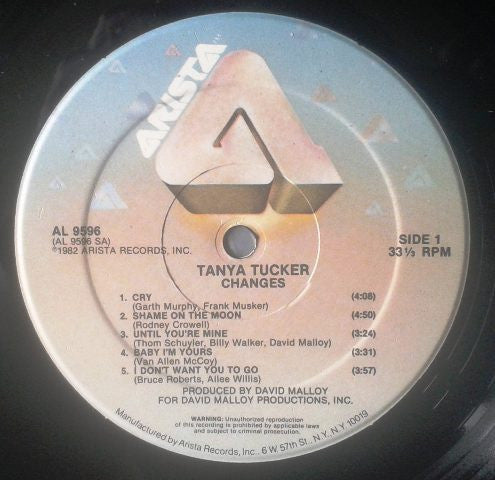 ARISTA
AL 9596
(AL 9596 SA)
©1982 ARISTA RECORDS, INC.
SIDE 1
33⅓ RPM
TANYA TUCKER
CHANGES
1. CRY (4:08)
(Garth Murphy, Frank Musker)
2. SHAME ON THE MOON (4:50)
(Rodney Crowell)
3. UNTIL YOU'RE MINE (3:24)
(Thom Schuyler, Billy Walker, David Malloy)
4. BABY I'M YOURS (3:31)
(Van Allen McCoy)
5. I DON'T WANT YOU TO GO (3:57)
(Bruce Roberts, Allee Willis)
PRODUCED BY DAVID MALLOY
FOR DAVID MALLOY PRODUCTIONS, INC.
WARNING: Unauthorized reproduction
of this recording is prohibited by applicable laws
and subject to criminal prosecution.
Manufactured by Arista Records, Inc., 6 W. 57th St., N.Y., N.Y. 10019